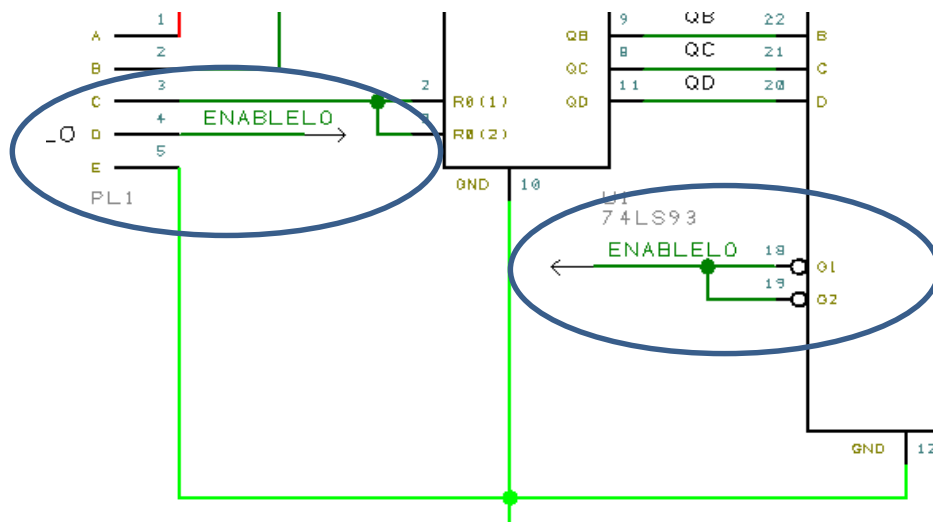 1
A
2
B
3
C
ENABLELO
4
_O D
5
E
PL1
2
R0(1)
R0(2)
GND 10
9 QB 22
QB B
8 QC 21
QC C
11 QD 20
QD D
U1
74LS93
ENABLELO
18
G1
19
G2
GND 12